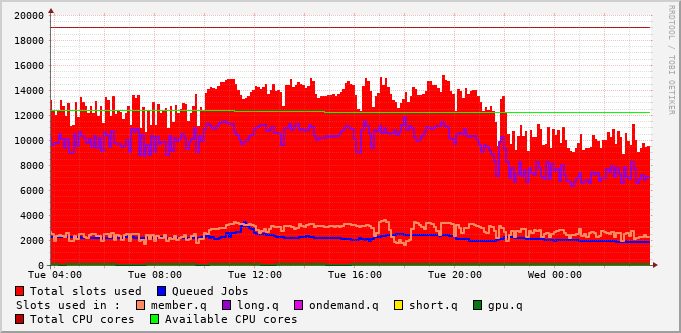 20000
18000
16000
14000
12000
10000
8000
6000
4000
2000
0
Tue 04:00 Tue 08:00 Tue 12:00 Tue 16:00 Tue 20:00 Wed 00:00
RRDTOOL / TOBI OETIKER
Total slots used Queued Jobs
Slots used in : member.q long.q ondemand.q short.q gpu.q
Total CPU cores Available CPU cores